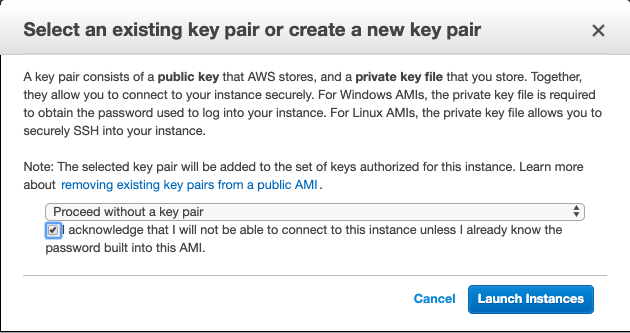 Select an existing key pair or create a new key pair
A key pair consists of a public key that AWS stores, and a private key file that you store. Together,
they allow you to connect to your instance securely. For Windows AMIs, the private key file is required
to obtain the password used to log into your instance. For Linux AMIs, the private key file allows you to
securely SSH into your instance.
Note: The selected key pair will be added to the set of keys authorized for this instance. Learn more
about removing existing key pairs from a public AMI.
Proceed without a key pair
I acknowledge that I will not be able to connect to this instance unless I already know the
password built into this AMI.
Cancel Launch Instances